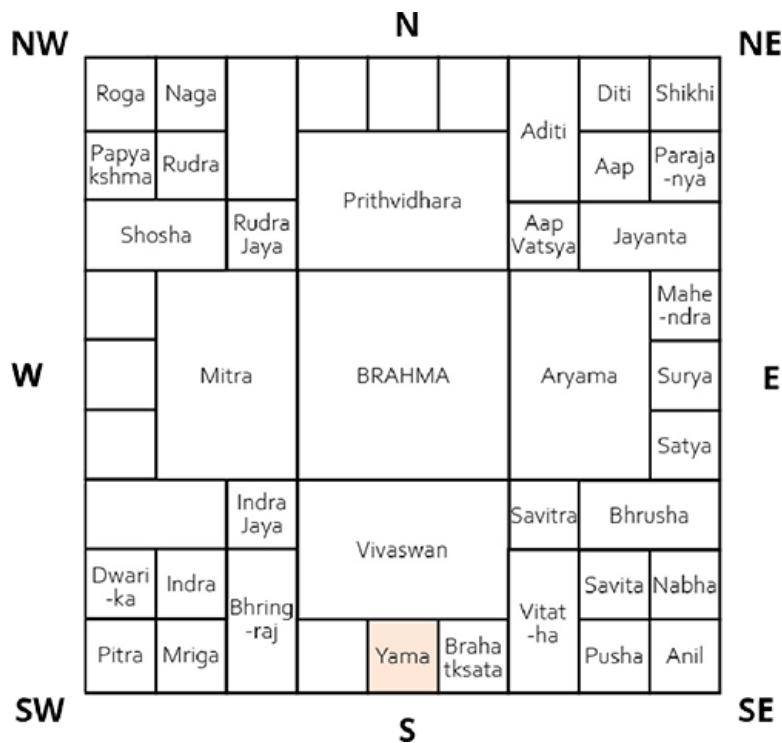 N
NW
NE
Roga
Naga
Aditi
Diti
Shikhi
Papya
kshma
Rudra
Prithvidhara
Aap
Paraja
-nya
Shosha
Rudra
Jaya
Aap
Vatsya
Jayanta
W
Mitra
BRAHMA
Aryama
Mahe
-ndra
Surya
Satya
E
Indra
Jaya
Vivaswan
Savitra
Bhrusha
Dwari
-ka
Indra
Bhring
-raj
Vitat
-ha
Savita
Nabha
Pitra
Mriga
Yama
Braha
tksata
Pusha
Anil
SW
S
SE